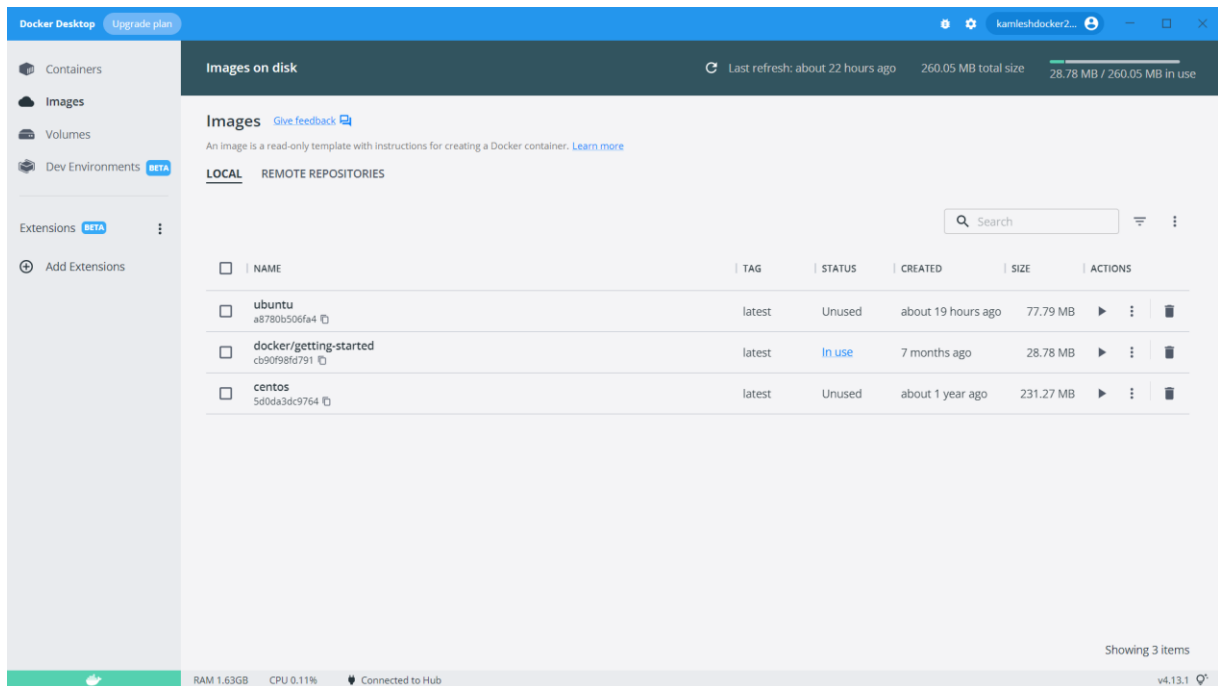 Docker Desktop Upgrade plan kamleshdocker2...
Containers
Images
Volumes
Dev Environments BETA
Extensions BETA
Add Extensions
Images on disk Last refresh: about 22 hours ago 260.05 MB total size 28.78 MB / 260.05 MB in use
Images Give feedback
An image is a read-only template with instructions for creating a Docker container. Learn more
LOCAL REMOTE REPOSITORIES
Search
NAME TAG STATUS CREATED SIZE ACTIONS
ubuntu latest Unused about 19 hours ago 77.79 MB
a8780b506fa4
docker/getting-started latest In use 7 months ago 28.78 MB
cb90f98fd791
centos latest Unused about 1 year ago 231.27 MB
5d0da3dc9764
Showing 3 items
RAM 1.63GB CPU 0.11% Connected to Hub v4.13.1